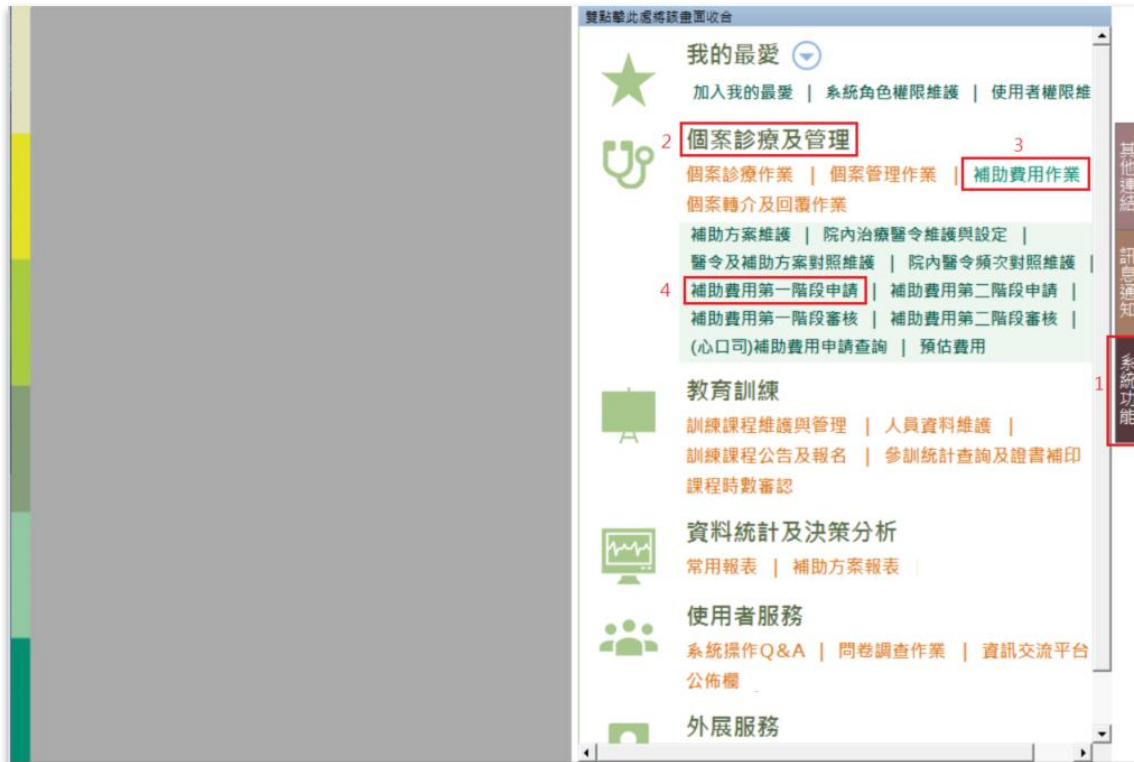 雙點擊此處將該畫面收合
我的最愛
加入我的最愛 | 系統角色權限維護 | 使用者權限維
2 個案診療及管理
3
個案診療作業 | 個案管理作業 | 補助費用作業
個案轉介及回覆作業
補助方案維護 | 院內治療醫令維護與設定 |
醫令及補助方案對照維護 | 院內醫令頻次對照維護 |
4 補助費用第一階段申請 | 補助費用第二階段申請 |
補助費用第一階段審核 | 補助費用第二階段審核 |
(心口司)補助費用申請查詢 | 預估費用
教育訓練
訓練課程維護與管理 | 人員資料維護 |
訓練課程公告及報名 | 參訓統計查詢及證書補印
課程時數審認
資料統計及決策分析
常用報表 | 補助方案報表
使用者服務
系統操作Q&A | 問卷調查作業 | 資訊交流平台
公佈欄
外展服務
其他連結
訊息通知
1 系統功能